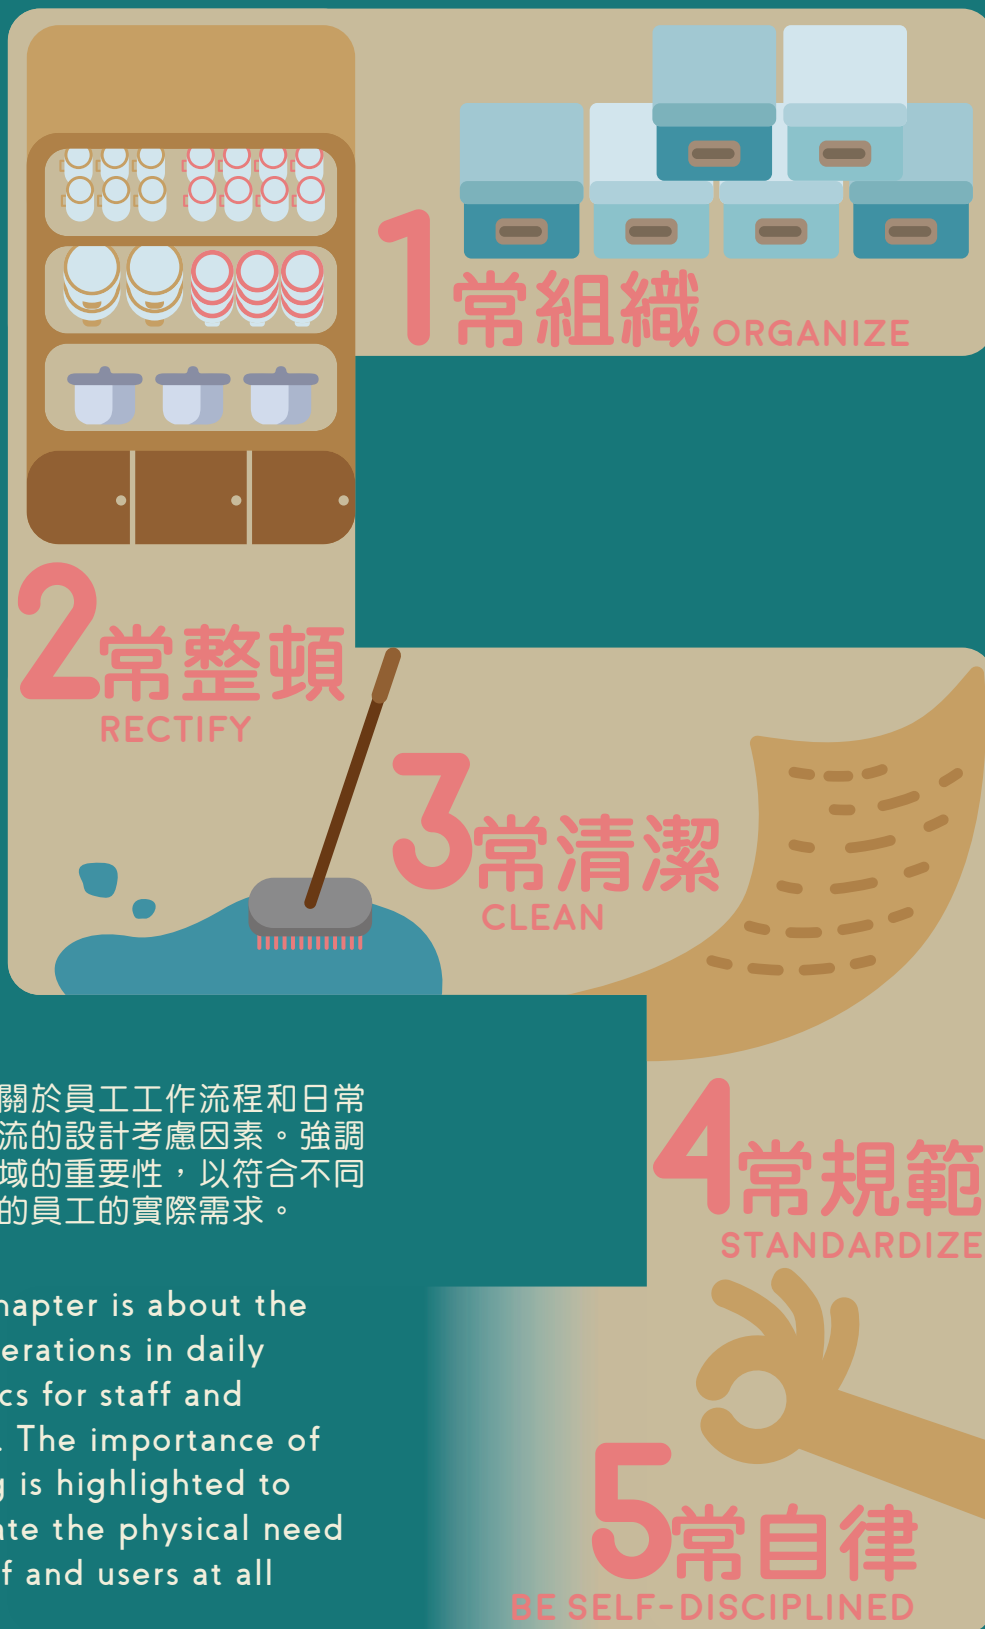 1常組織 ORGANIZE
2常整頓
RECTIFY
3常清潔
CLEAN
關於員工工作流程和日常
流的設計考慮因素。強調
域的重要性，以符合不同
的員工的實際需求。
4常規範
STANDARDIZE
hapter is about the
erations in daily
cs for staff and
. The importance of
g is highlighted to
ate the physical need
f and users at all
5常自律
BE SELF-DISCIPLINED